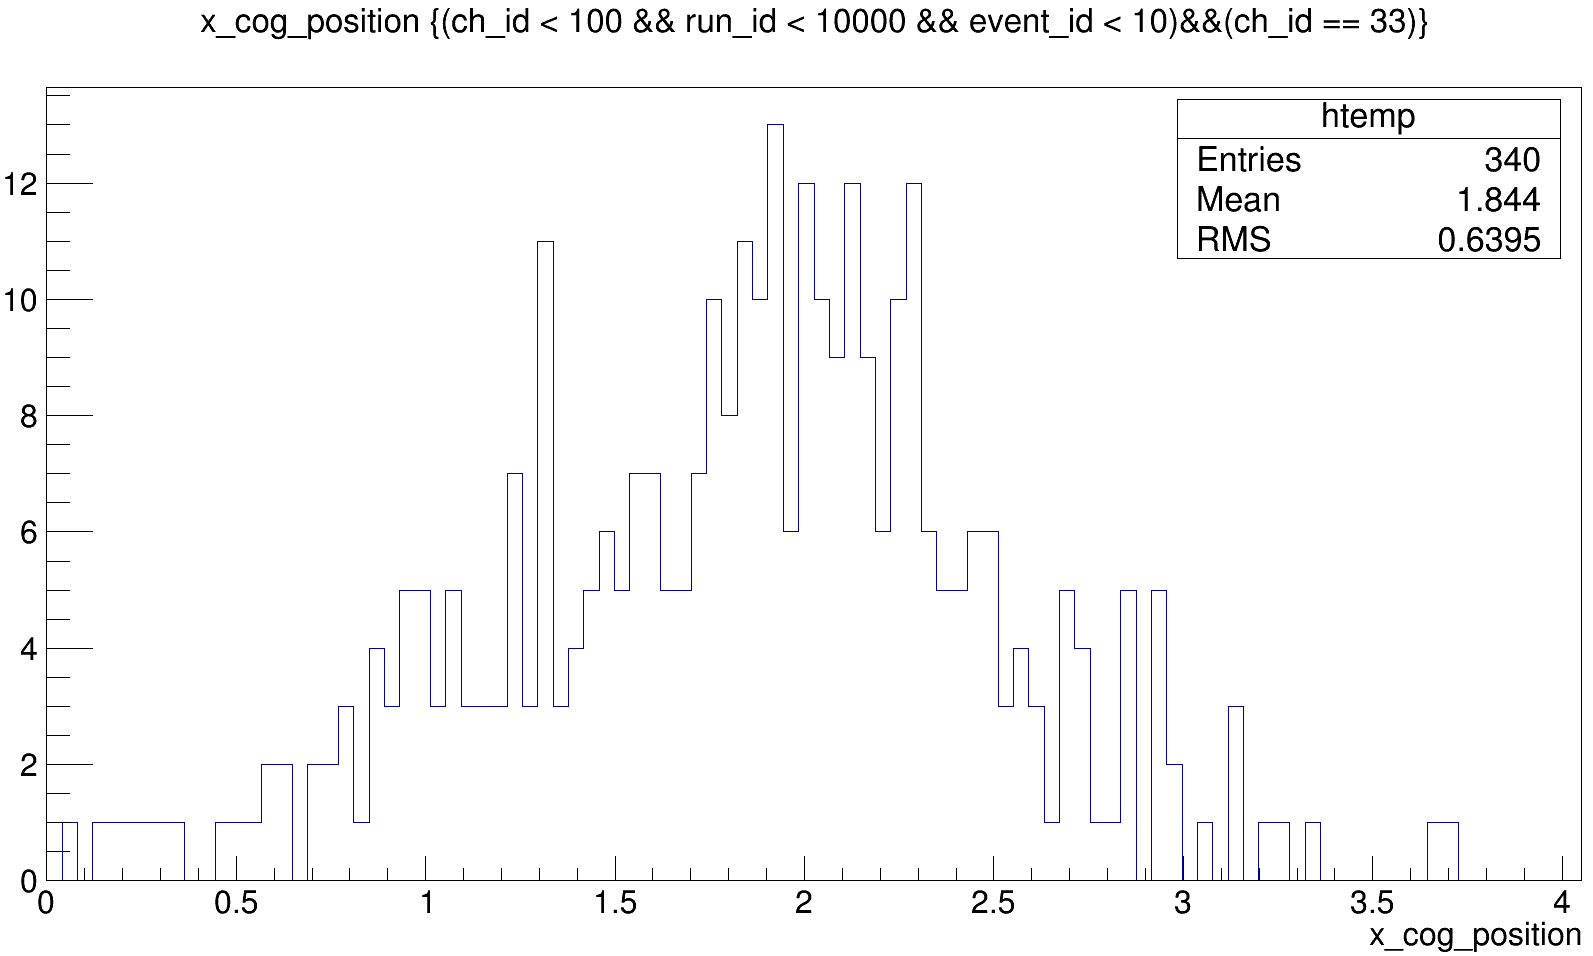 x_cog_position {(ch_id < 100 && run_id < 10000 && event_id < 10)&&(ch_id == 33)}
htemp
Entries 340
Mean 1.844
RMS 0.6395
12
10
8
6
4
2
0
0 0.5 1 1.5 2 2.5 3 3.5 4
x_cog_position